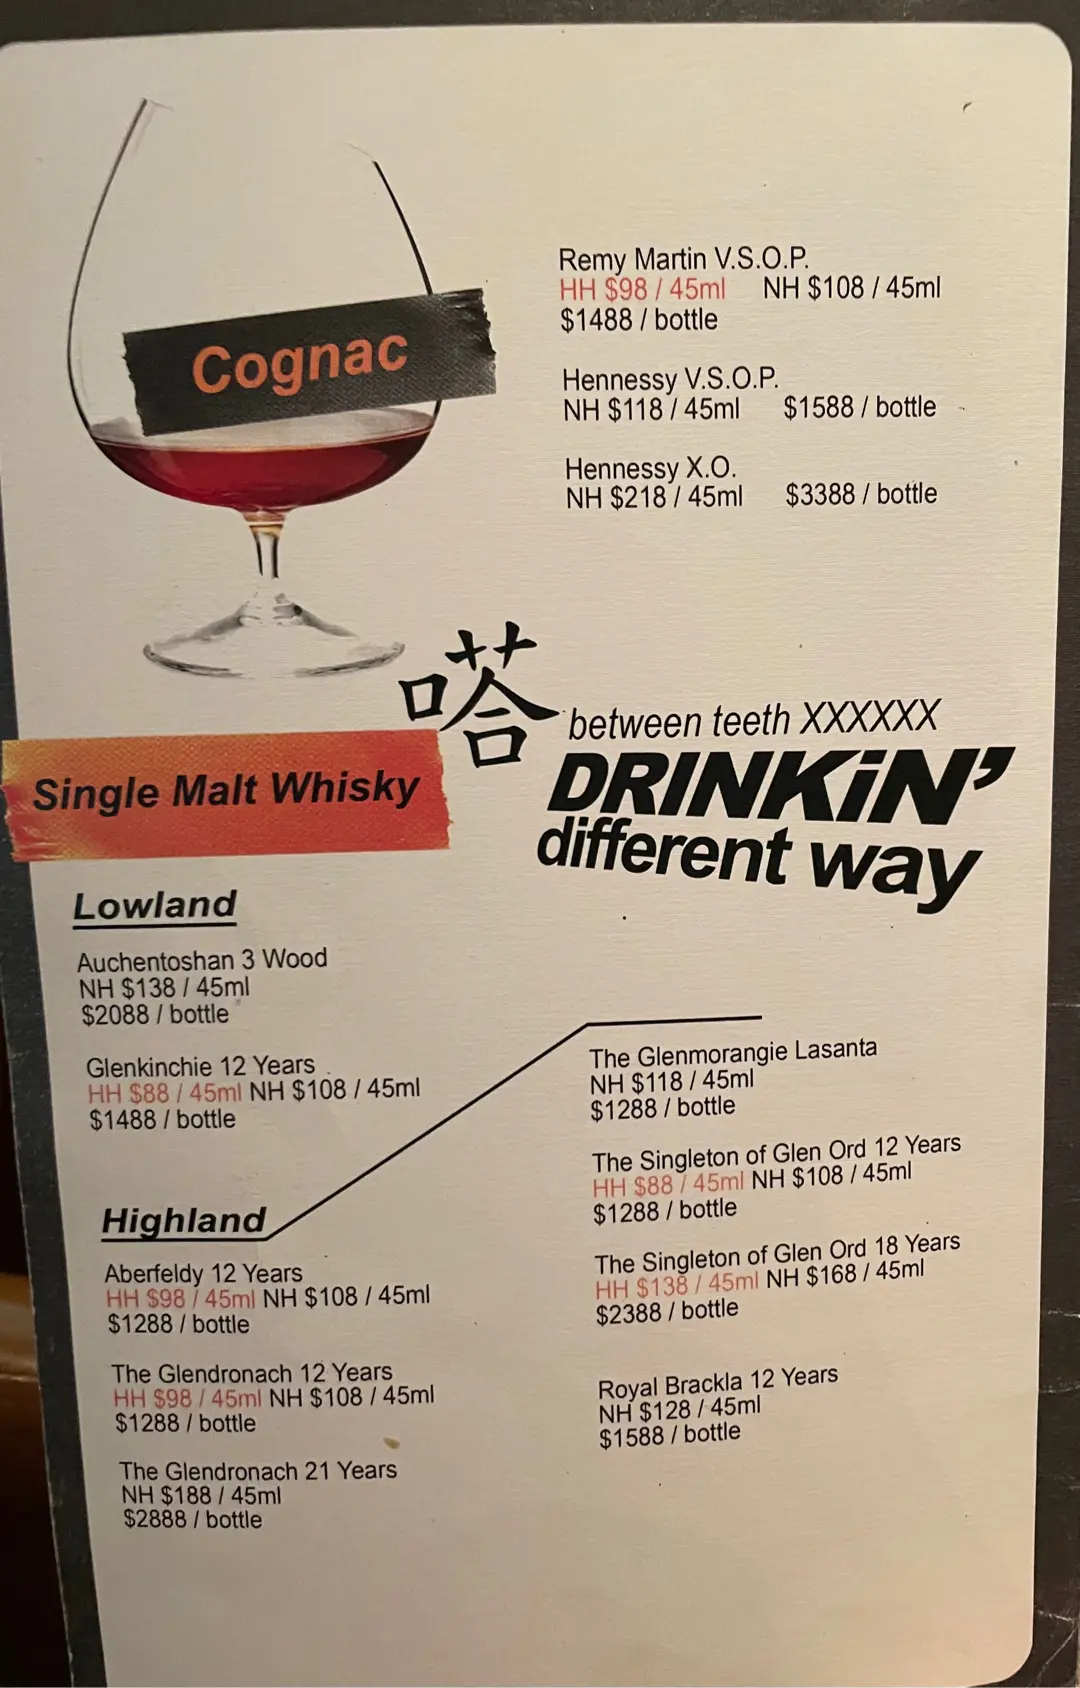 Remy Martin V.S.O.P.
HH $98 / 45ml NH $108 / 45ml
$1488 / bottle
Cognac
Hennessy V.S.O.P.
NH $118 / 45ml $1588 / bottle
Hennessy X.O.
NH $218 / 45ml $3388 / bottle
嗒 between teeth XXXXXX
DRINKiN’
different way
Single Malt Whisky
Lowland
Auchentoshan 3 Wood
NH $138 / 45ml
$2088 / bottle
Glenkinchie 12 Years
HH $88 / 45ml NH $108 / 45ml
$1488 / bottle
Highland
Aberfeldy 12 Years
HH $98 / 45ml NH $108 / 45ml
$1288 / bottle
The Glendronach 12 Years
HH $98 / 45ml NH $108 / 45ml
$1288 / bottle
The Glendronach 21 Years
NH $188 / 45ml
$2888 / bottle
The Glenmorangie Lasanta
NH $118 / 45ml
$1288 / bottle
The Singleton of Glen Ord 12 Years
HH $88 / 45ml NH $108 / 45ml
$1288 / bottle
The Singleton of Glen Ord 18 Years
HH $138 / 45ml NH $168 / 45ml
$2388 / bottle
Royal Brackla 12 Years
NH $128 / 45ml
$1588 / bottle